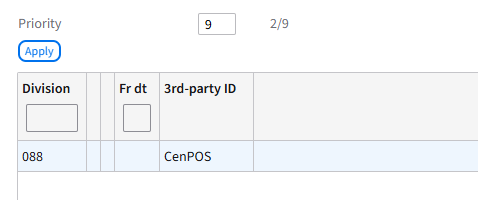 Priority 9 2/9
Apply
Division Fr dt 3rd-party ID
088 CenPOS